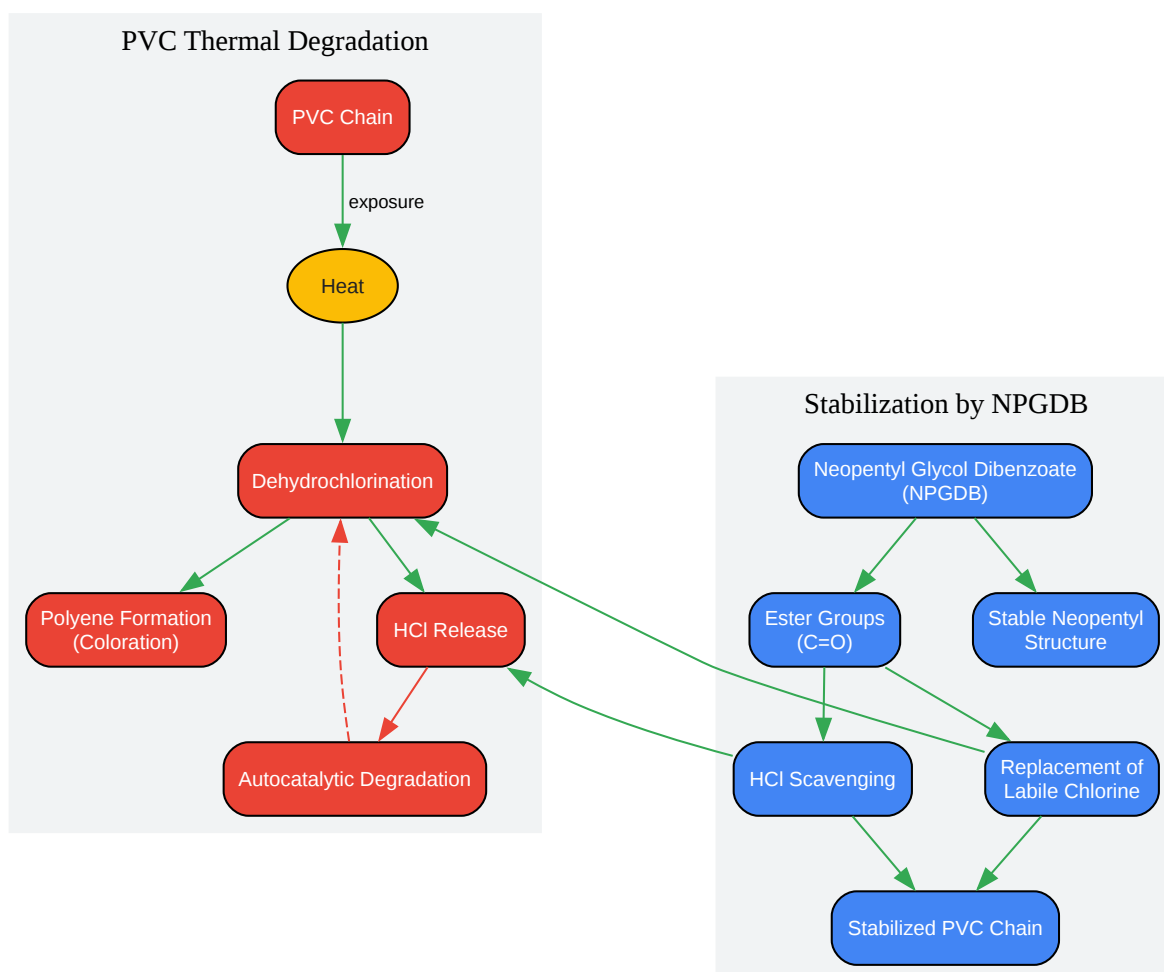 PVC Thermal Degradation
PVC Chain
exposure
Heat
Dehydrochlorination
Polyene Formation
(Coloration)
HCl Release
Autocatalytic Degradation
Stabilization by NPGDB
Neopentyl Glycol Dibenzoate
(NPGDB)
Ester Groups
(C=O)
Stable Neopentyl
Structure
HCl Scavenging
Replacement of
Labile Chlorine
Stabilized PVC Chain